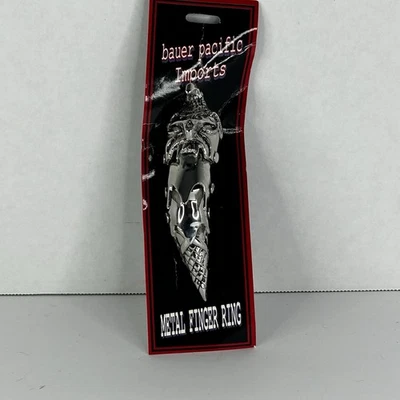 bauer pacific
Imports
METAL FINGER RING